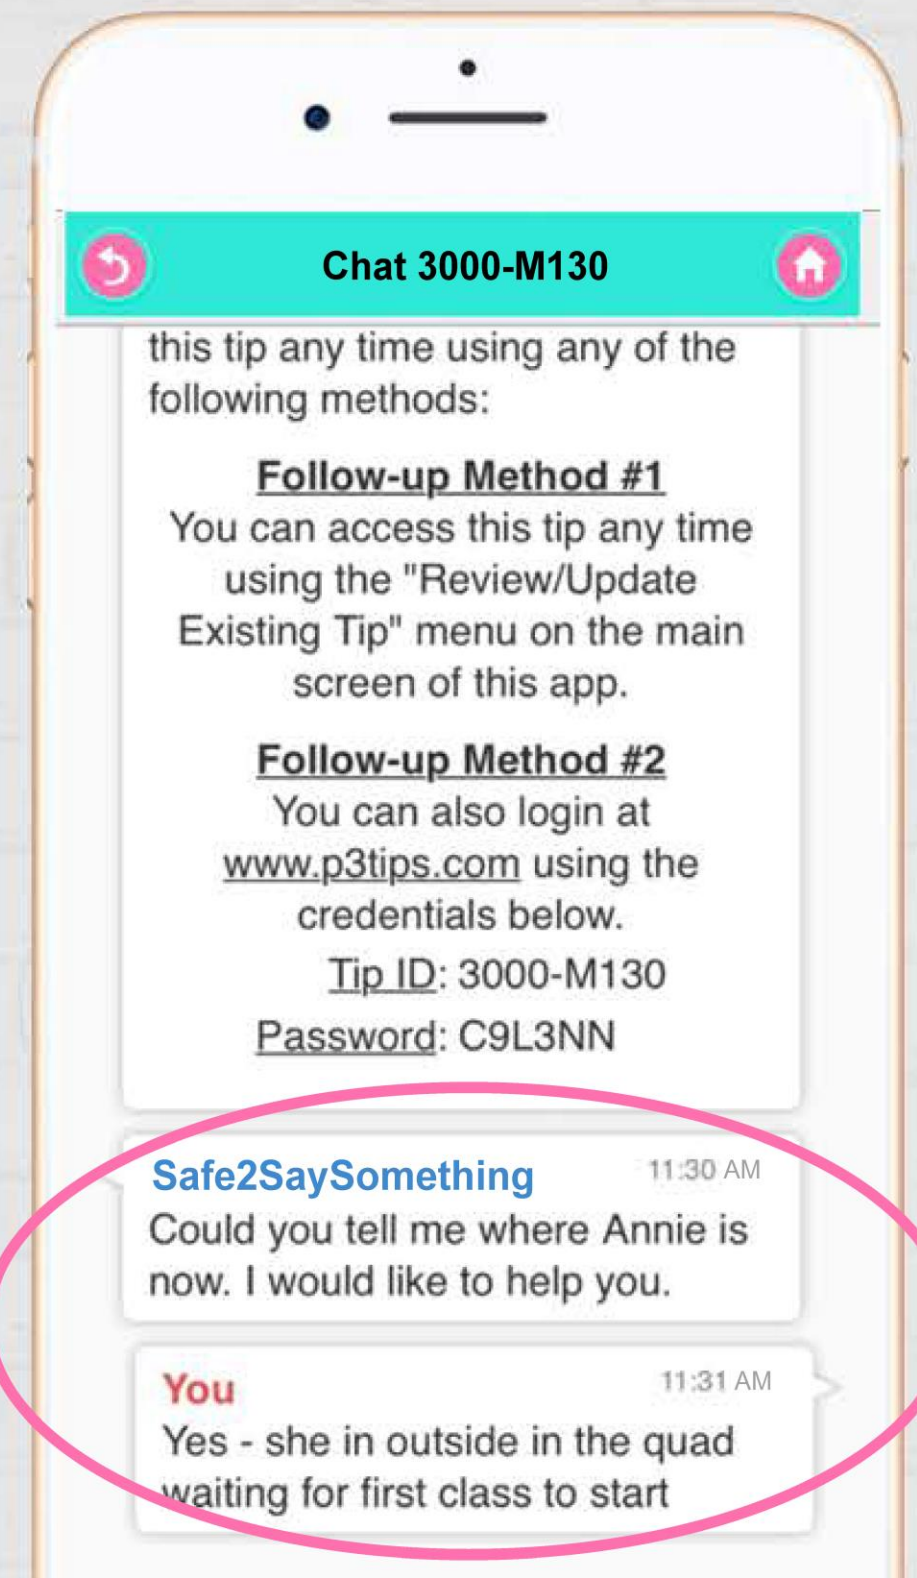 Chat 3000-M130
this tip any time using any of the
following methods:
Follow-up Method #1
You can access this tip any time
using the "Review/Update
Existing Tip" menu on the main
screen of this app.
Follow-up Method #2
You can also login at
www.p3tips.com using the
credentials below.
Tip ID: 3000-M130
Password: C9L3NN
Safe2SaySomething 11:30 AM
Could you tell me where Annie is
now. I would like to help you.
You 11:31 AM
Yes - she in outside in the quad
waiting for first class to start